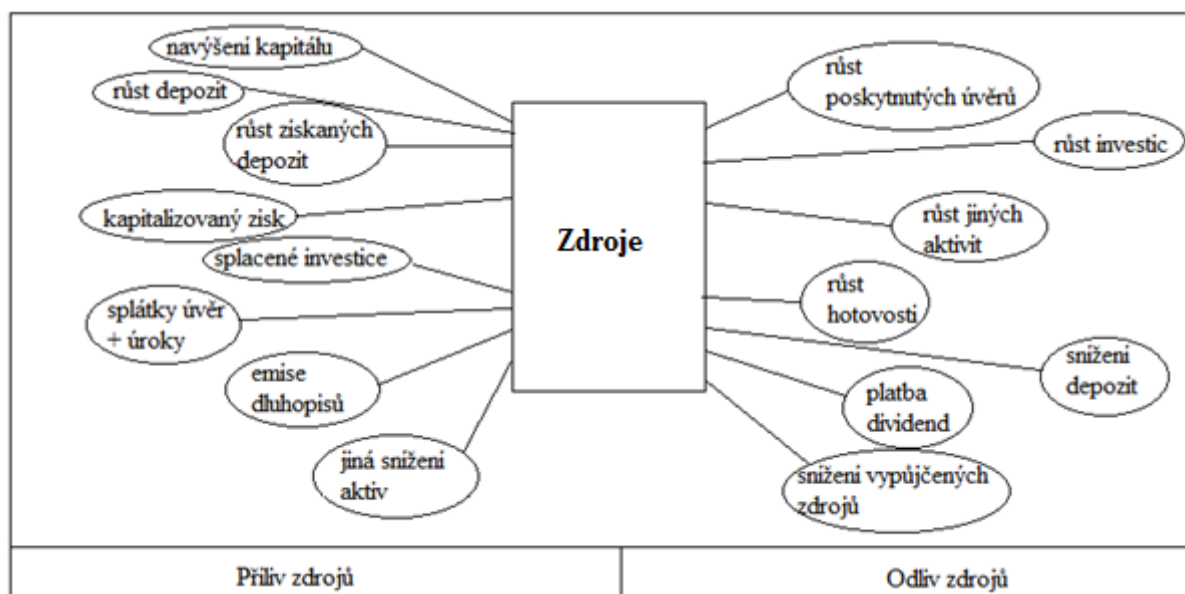 navýšení kapitálu
růst depozit
růst ziskaných
depozit
kapitalizovaný zisk
splacené investice
splátky úvěr
+ úroky
emise
dluhopisů
jiná snížení
aktiv
Zdroje
růst
poskytnutých úvěrů
růst investic
růst jiných
aktivit
růst
hotovosti
snížení
depozit
platba
dividend
snížení vypůjčených
zdrojů
Příliv zdrojů
Odliv zdrojů